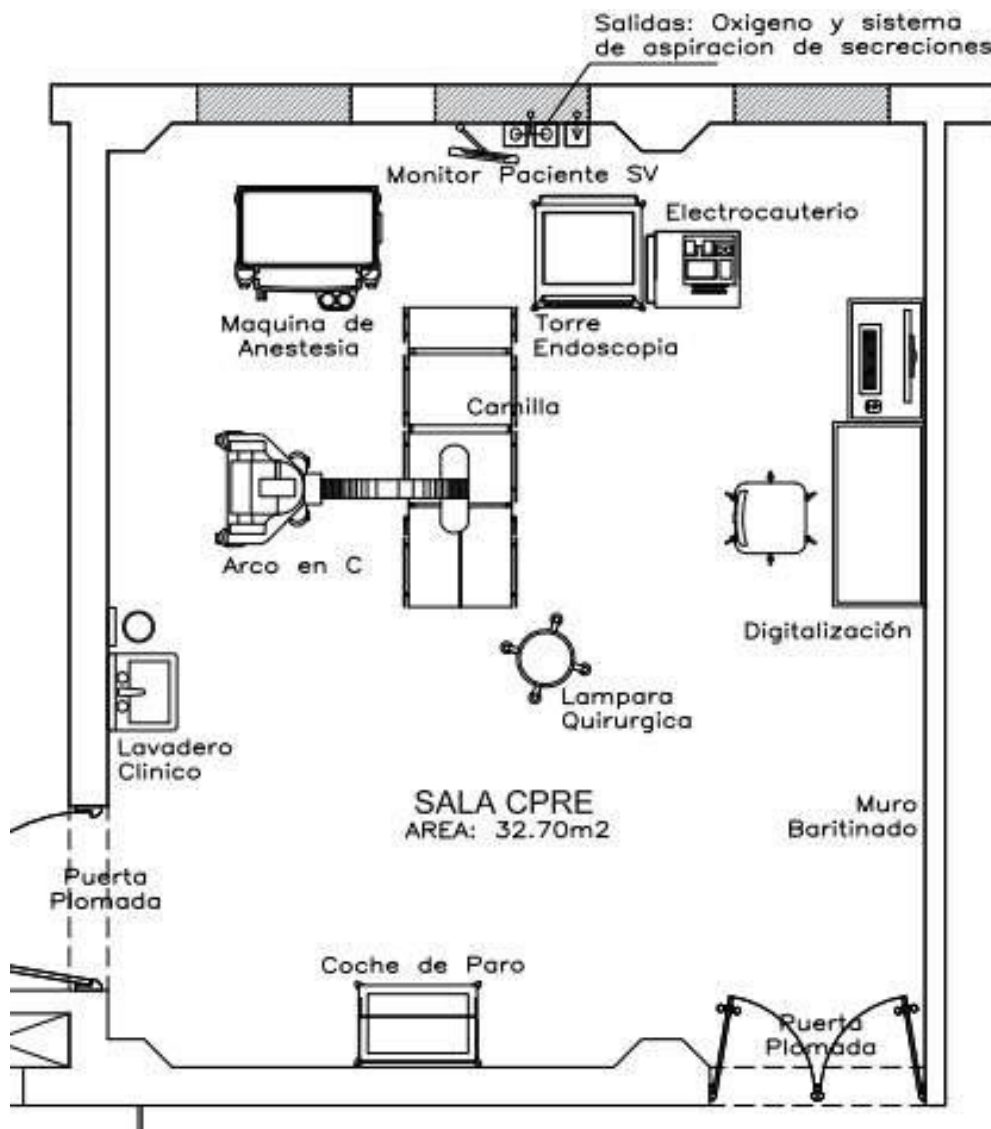 Salidas: Oxigeno y sistema
de aspiracion de secreciones
Monitor Paciente SV
Electrocauterio
Maquina de
Anestesia
Torre
Endoscopia
Camilla
Arco en C
Digitalización
Lampara
Quirurgica
Lavadero
Clinico
SALA CPRE
AREA: 32.70m2
Muro
Baritinado
Puerta
Plomada
Coche de Paro
Puerta
Plomada